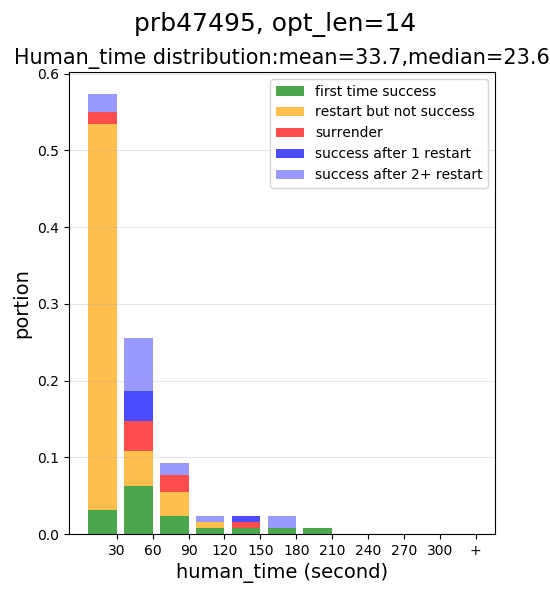 prb47495, opt_len=14
Human_time distribution:mean=33.7,median=23.6
0.6
0.5
0.4
0.3
0.2
0.1
0.0
portion
first time success
restart but not success
surrender
success after 1 restart
success after 2+ restart
30 60 90 120 150 180 210 240 270 300 +
human_time (second)